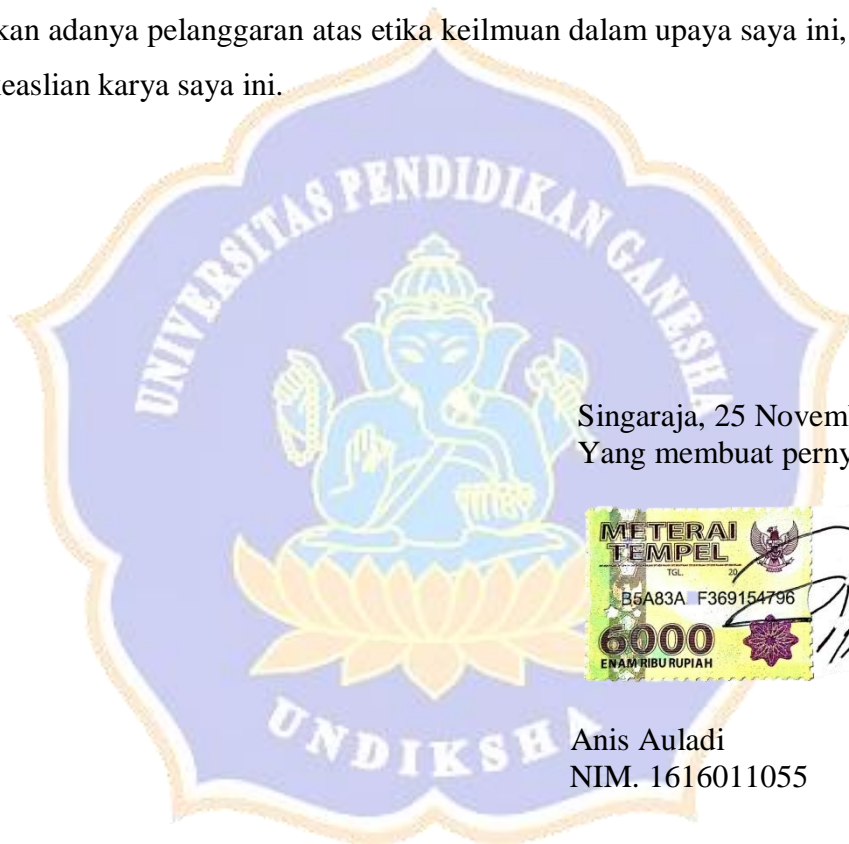 kan adanya pelanggaran atas etika keilmuan dalam upaya saya ini,
keaslian karya saya ini.
UNIVERSITAS PENDIDIKAN GANESHA
Singaraja, 25 Novem
Yang membuat perny
METERAI
TEMPEL
TGL. 20
B5A83A F369154796
6000
ENAM RIBU RUPIAH
UNDIKSHA
Anis Auladi
NIM. 1616011055